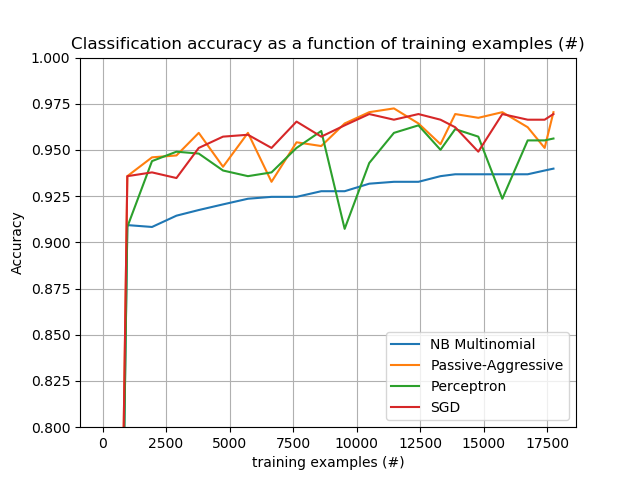 Classification accuracy as a function of training examples (#)
1.000
0.975
0.950
0.925
0.900
0.875
0.850
0.825
0.800
Accuracy
NB Multinomial
Passive-Aggressive
Perceptron
SGD
0 2500 5000 7500 10000 12500 15000 17500
training examples (#)